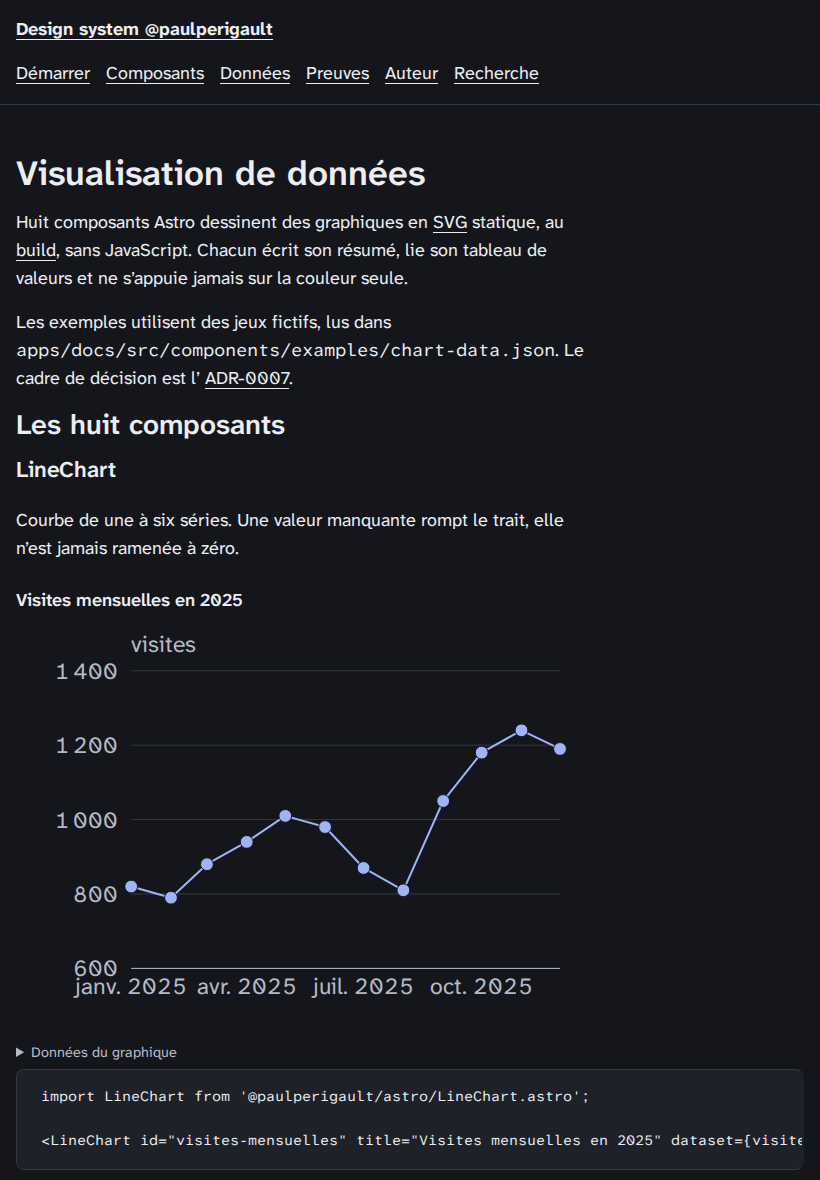 Design system @paulperigault
Démarrer Composants Données Preuves Auteur Recherche
Visualisation de données
Huit composants Astro dessinent des graphiques en SVG statique, au
build, sans JavaScript. Chacun écrit son résumé, lie son tableau de
valeurs et ne s’appuie jamais sur la couleur seule.
Les exemples utilisent des jeux fictifs, lus dans
apps/docs/src/components/examples/chart-data.json. Le
cadre de décision est l’ ADR-0007.
Les huit composants
LineChart
Courbe de une à six séries. Une valeur manquante rompt le trait, elle
n’est jamais ramenée à zéro.
Visites mensuelles en 2025
visites
1 400
1 200
1 000
800
600
janv. 2025 avr. 2025 juil. 2025 oct. 2025
Données du graphique
import LineChart from '@paulperigault/astro/LineChart.astro';
<LineChart id="visites-mensuelles" title="Visites mensuelles en 2025" dataset={visite